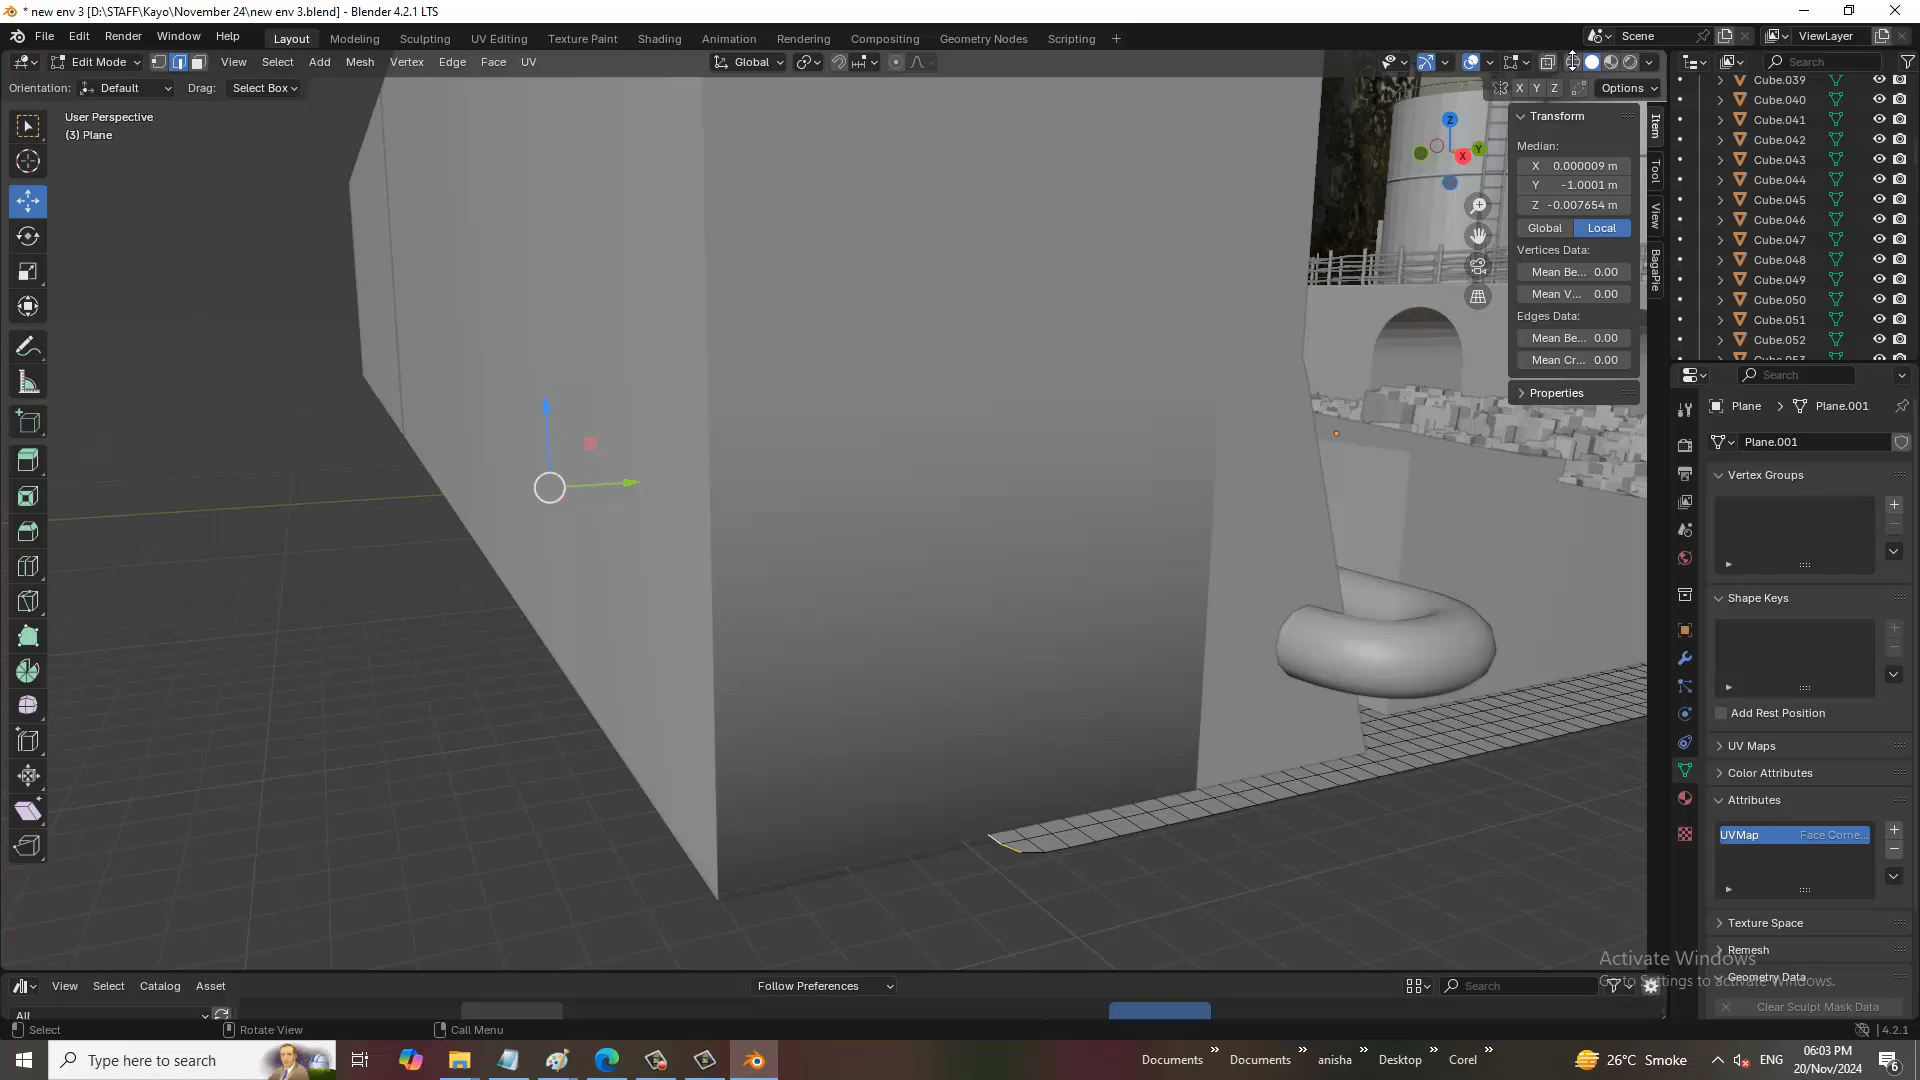 * new env 3 [D:\STAFF\Kayo\November 24\new env 3.blend] - Blender 4.2.1 LTS
File Edit Render Window Help
Layout Modeling Sculpting UV Editing Texture Paint Shading Animation Rendering Compositing Geometry Nodes Scripting +
Scene ViewLayer
Edit Mode View Select Add Mesh Vertex Edge Face UV Global
Search
Orientation: Default Drag: Select Box
X Y Z Options
User Perspective
(3) Plane
Transform
Median:
X 0.000009 m
Y -1.0001 m
Z -0.007654 m
Global Local
Vertices Data:
Mean Be... 0.00
Mean V... 0.00
Edges Data:
Mean Be... 0.00
Mean Cr... 0.00
Properties
Item
Tool
View
BagaPie
Z
Y
X
Cube.039
Cube.040
Cube.041
Cube.042
Cube.043
Cube.044
Cube.045
Cube.046
Cube.047
Cube.048
Cube.049
Cube.050
Cube.051
Cube.052
Cube.053
Search
Plane > Plane.001
Plane.001
Vertex Groups
Shape Keys
Add Rest Position
UV Maps
Color Attributes
Attributes
UVMap Face Corne...
Texture Space
Remesh
Geometry Data
Clear Sculpt Mask Data
Activate Windows
Go to Settings to activate Windows.
View Select Catalog Asset Follow Preferences Search
All
Select Rotate View Call Menu 4.2.1
Type here to search
Documents » Documents » anisha » Desktop » Corel »
26°C Smoke
ENG
06:03 PM
20/Nov/2024
6